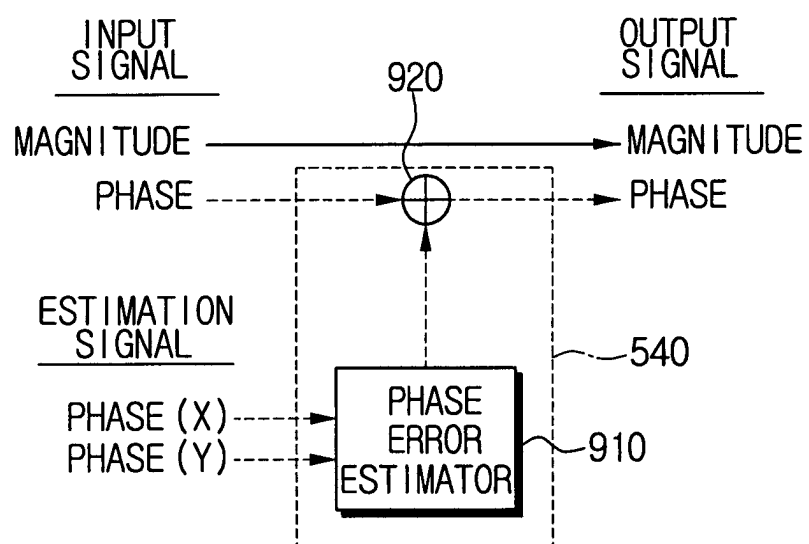 INPUT
SIGNAL
OUTPUT
SIGNAL
920
MAGNITUDE
MAGNITUDE
PHASE
PHASE
ESTIMATION
SIGNAL
540
PHASE(X)
PHASE(Y)
PHASE
ERROR
ESTIMATOR
910